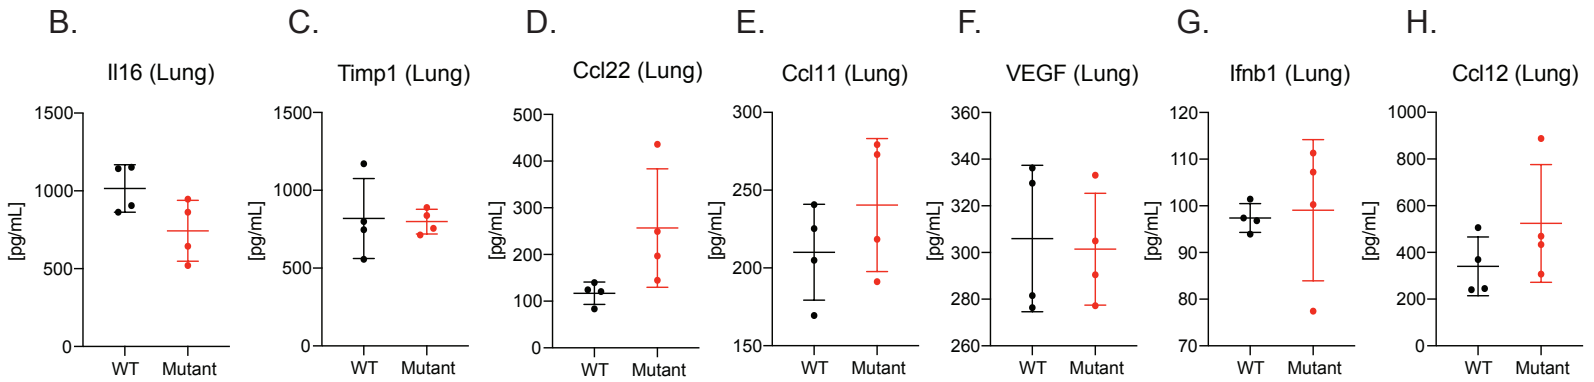 B.
Il16 (Lung)
[pg/mL]
1500
1000
500
0
WT
Mutant
C.
Timp1 (Lung)
[pg/mL]
1500
1000
500
0
WT
Mutant
D.
Ccl22 (Lung)
[pg/mL]
500
400
300
200
100
0
WT
Mutant
E.
Ccl11 (Lung)
[pg/mL]
300
250
200
150
WT
Mutant
F.
VEGF (Lung)
[pg/mL]
360
340
320
300
280
260
WT
Mutant
G.
Ifnb1 (Lung)
[pg/mL]
120
110
100
90
80
70
WT
Mutant
H.
Ccl12 (Lung)
[pg/mL]
1000
800
600
400
200
0
WT
Mutant